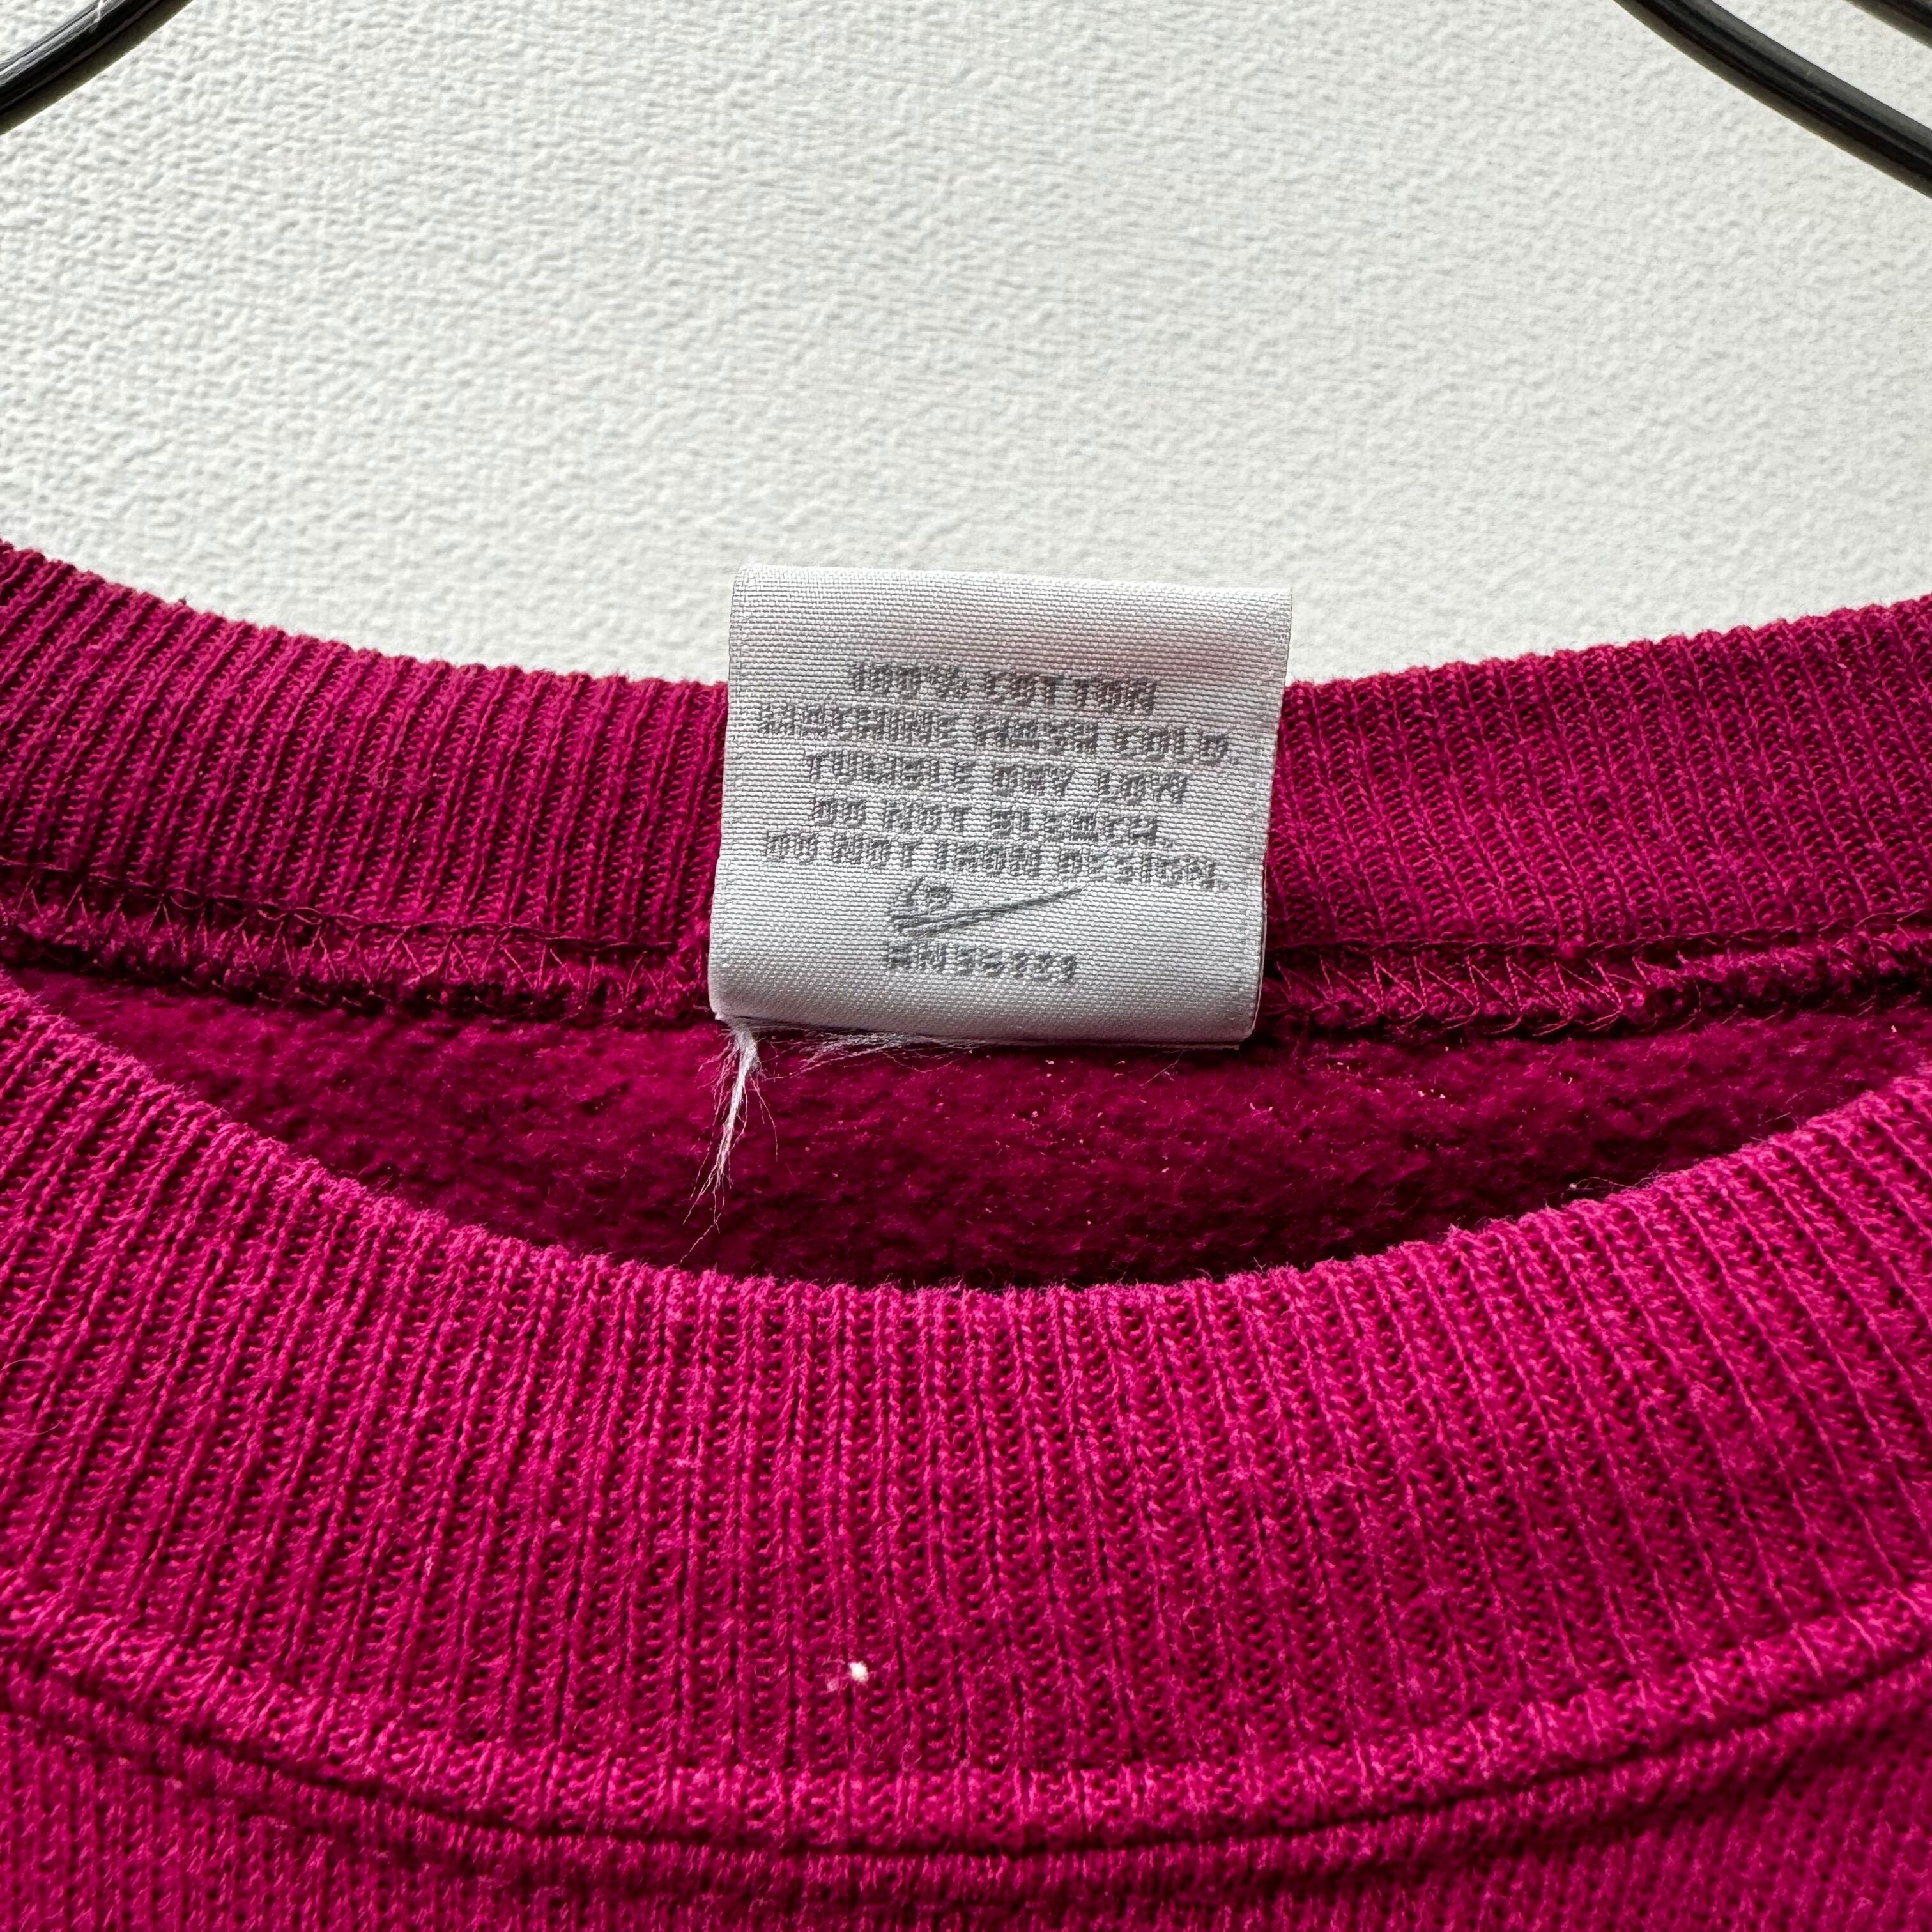 100% COTTON
MACHINE WASH COLD.
TUMBLE DRY LOW
DO NOT BLEACH.
DO NOT IRON DESIGN.